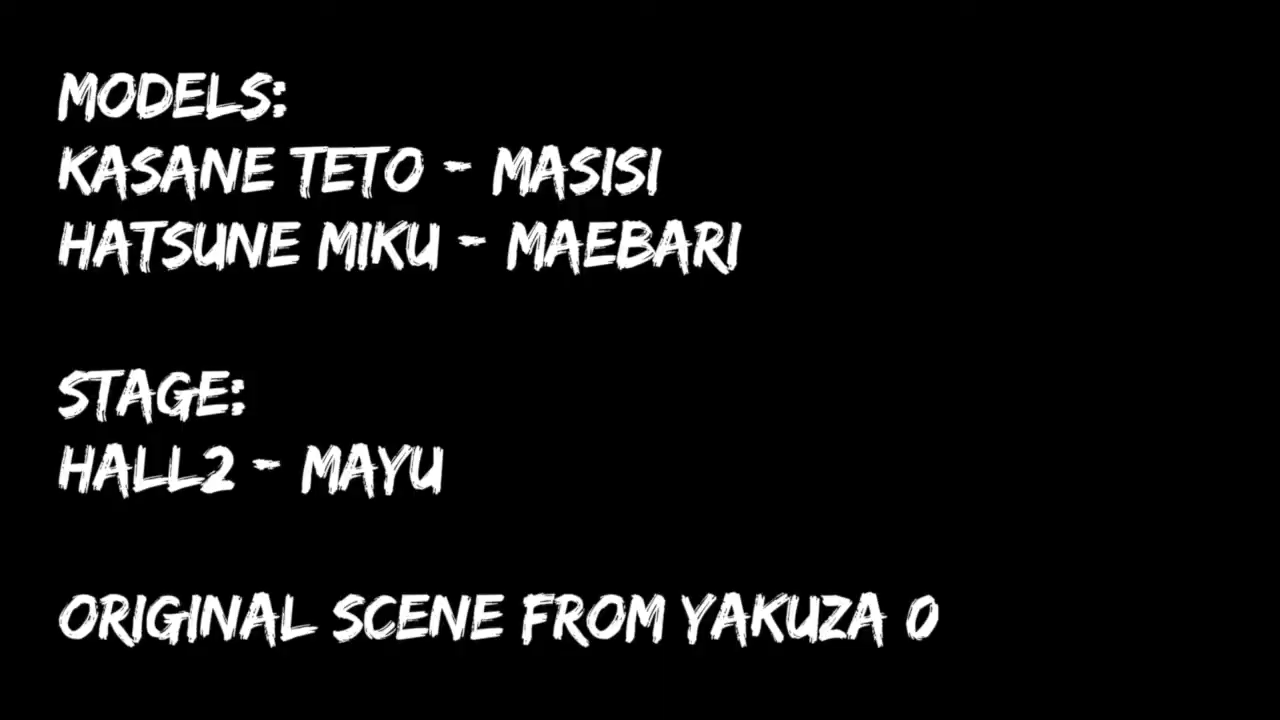 MODELS:
KASANE TETO - MASISI
HATSUNE MIKU - MAEBARI
STAGE:
HALL2 - MAYU
ORIGINAL SCENE FROM YAKUZA 0